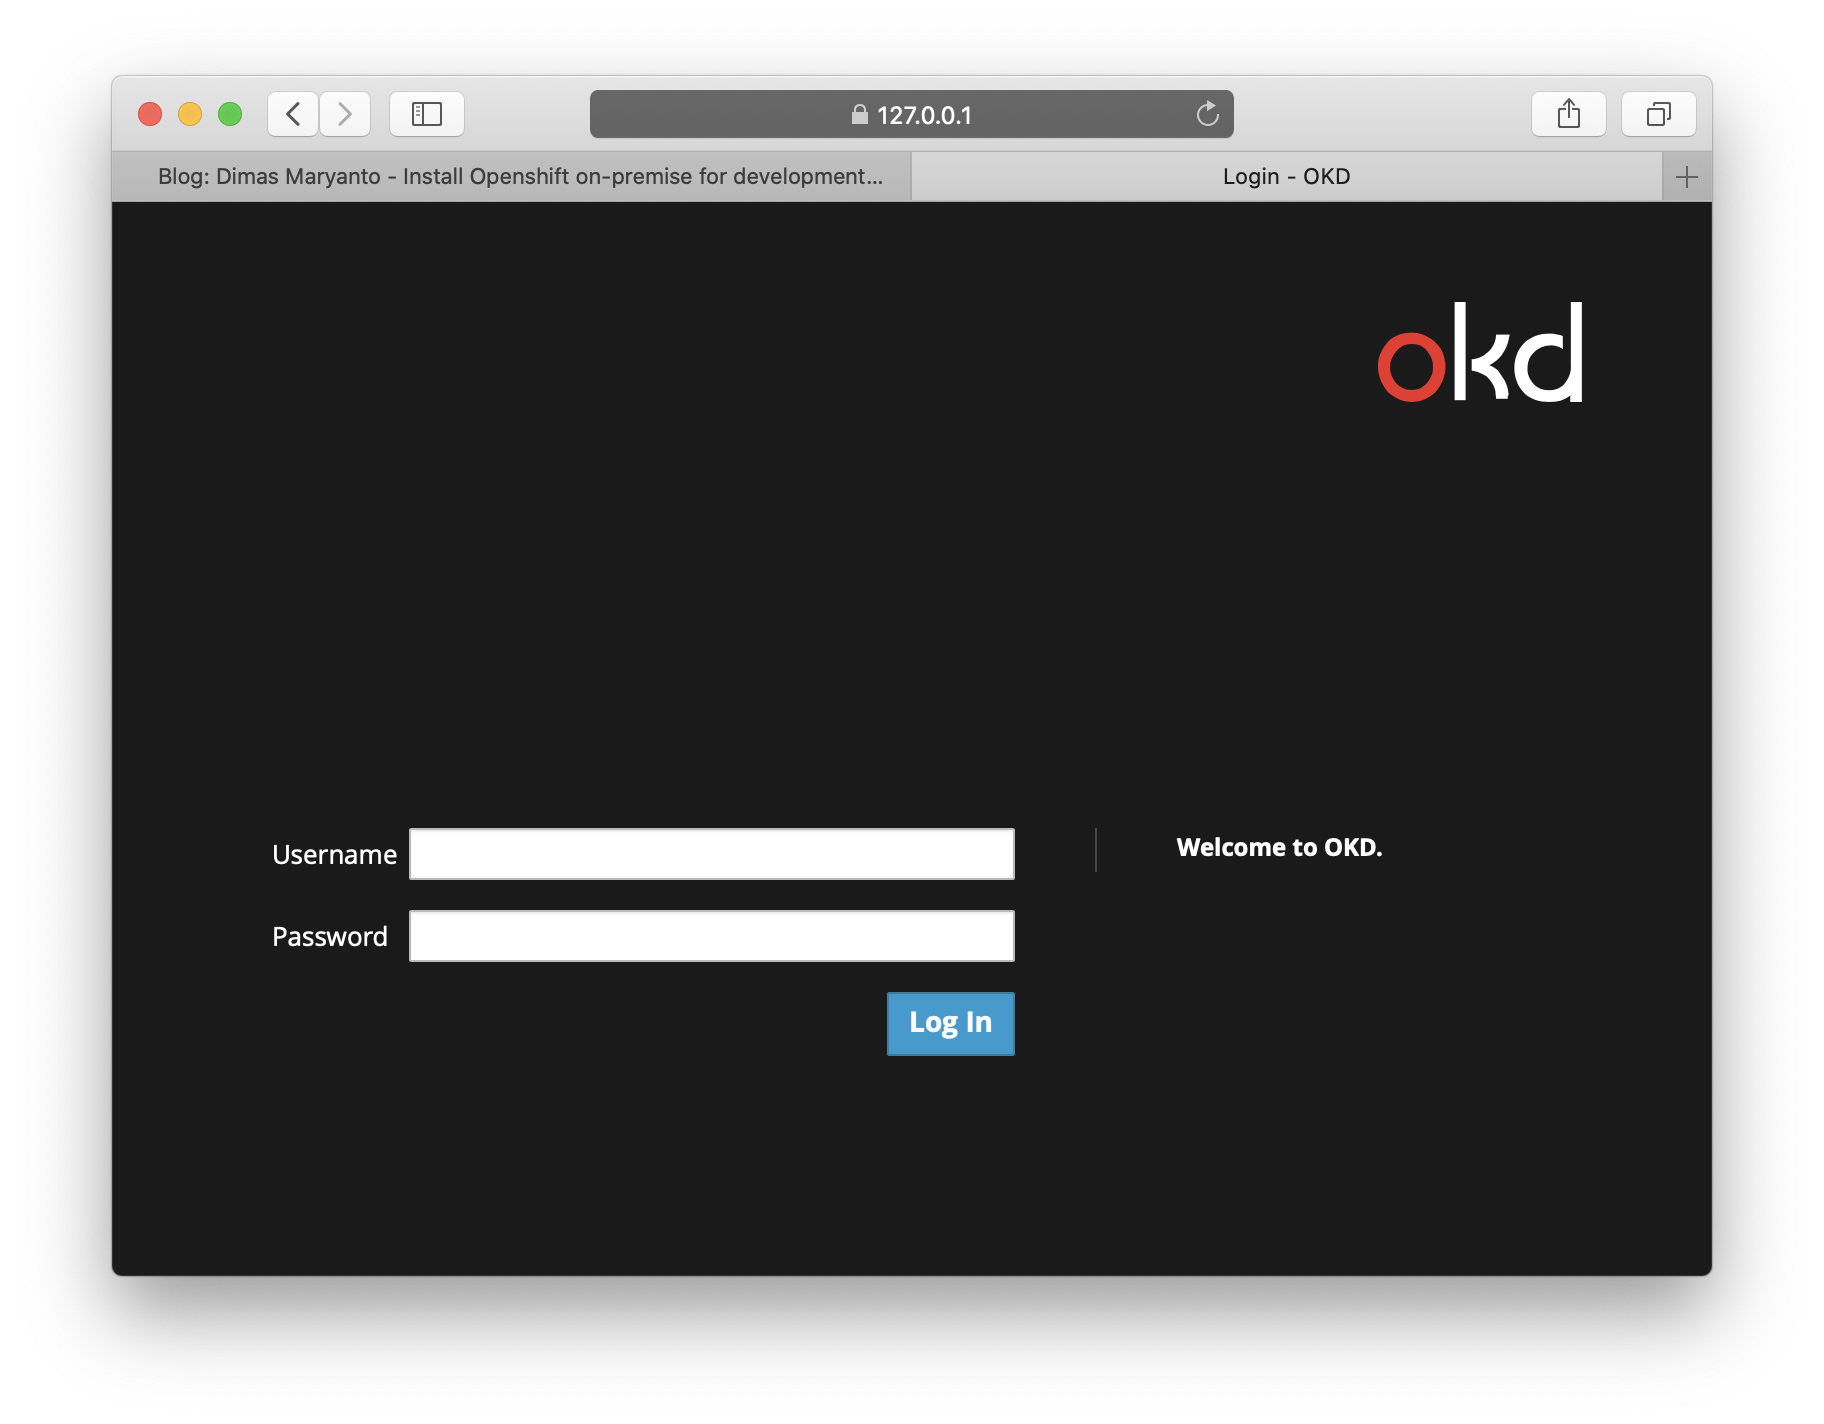 127.0.0.1
Blog: Dimas Maryanto - Install Openshift on-premise for development...
Login - OKD
okd
Username
Welcome to OKD.
Password
Log In